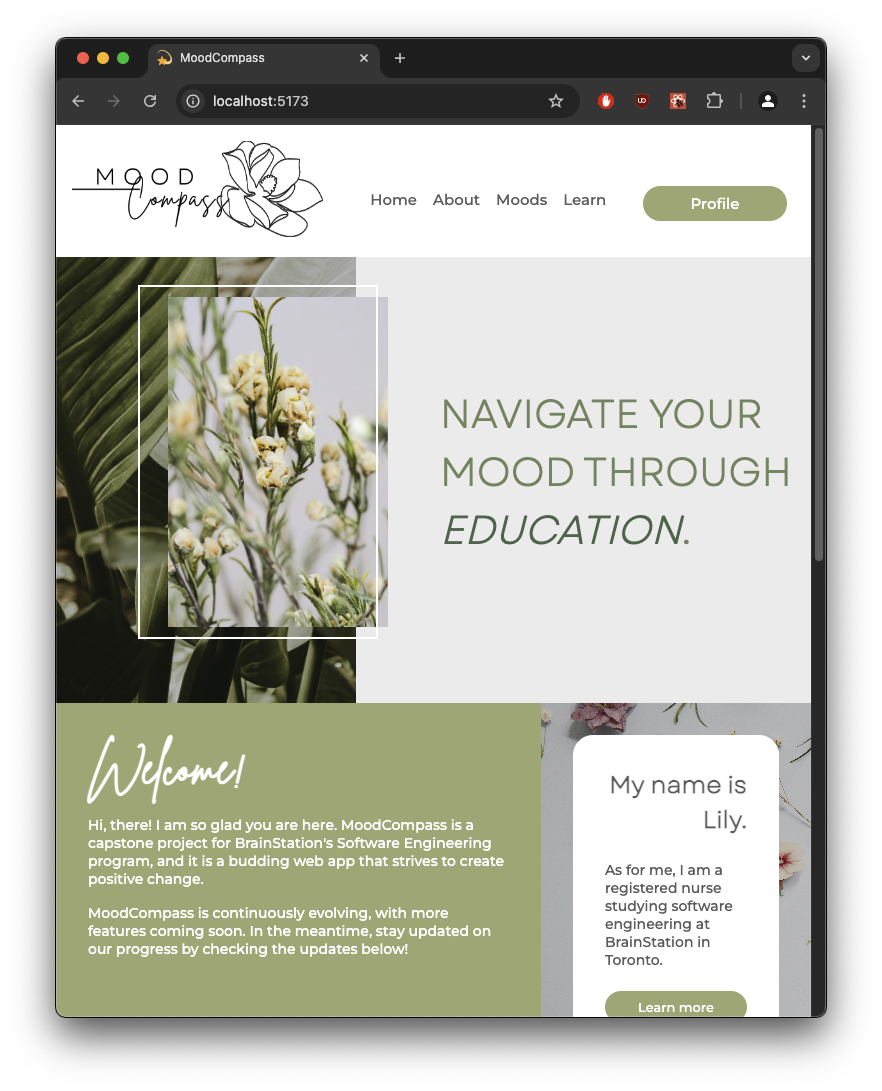 MoodCompass
localhost:5173
MOOD
Compass
Home About Moods Learn
Profile
NAVIGATE YOUR
MOOD THROUGH
EDUCATION.
Welcome!
Hi, there! I am so glad you are here. MoodCompass is a
capstone project for BrainStation's Software Engineering
program, and it is a budding web app that strives to create
positive change.
MoodCompass is continuously evolving, with more
features coming soon. In the meantime, stay updated on
our progress by checking the updates below!
My name is
Lily.
As for me, I am a
registered nurse
studying software
engineering at
BrainStation in
Toronto.
Learn more